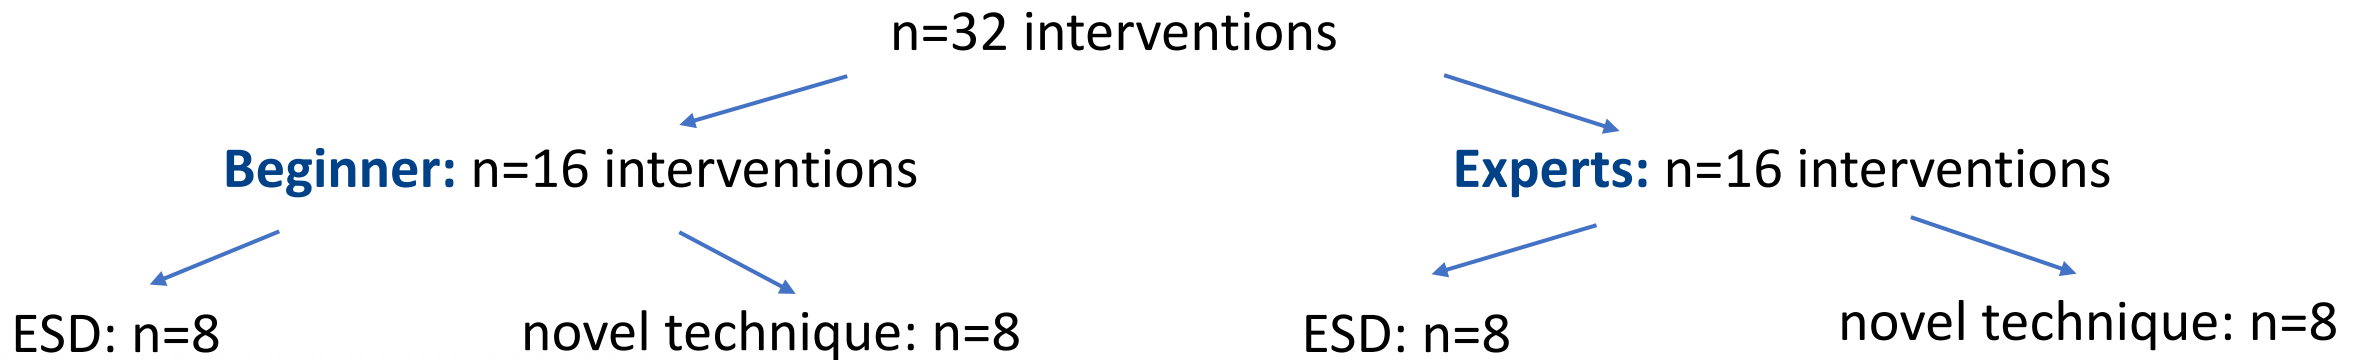 n=32 interventions
Beginner: n=16 interventions
Experts: n=16 interventions
ESD: n=8
novel technique: n=8
ESD: n=8
novel technique: n=8